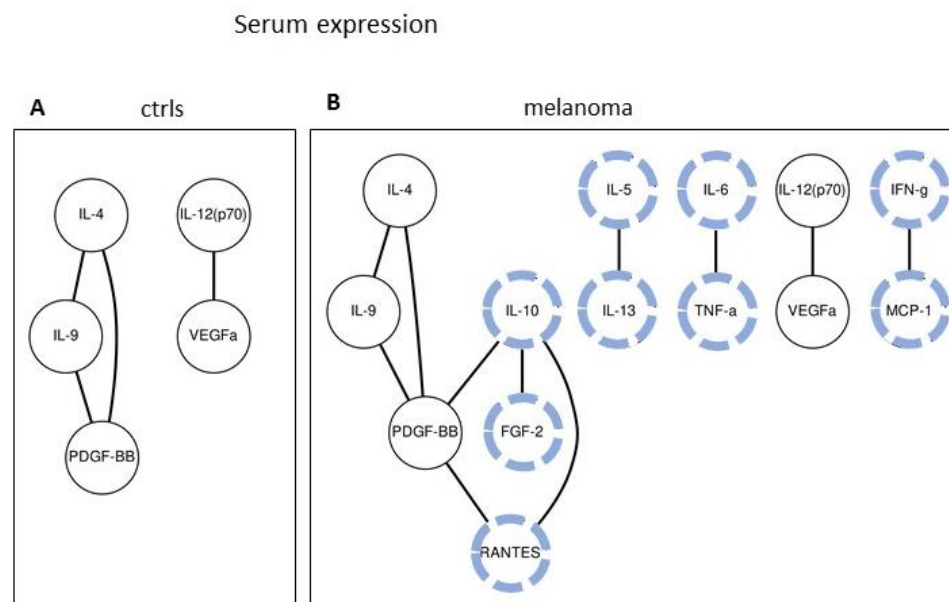 Serum expression
A
ctrls
IL-4
IL-12(p70)
IL-9
VEGFa
PDGF-BB
B
melanoma
IL-4
IL-5
IL-6
IL-12(p70)
IFN-g
IL-9
IL-10
IL-13
TNF-a
VEGFa
MCP-1
PDGF-BB
FGF-2
RANTES